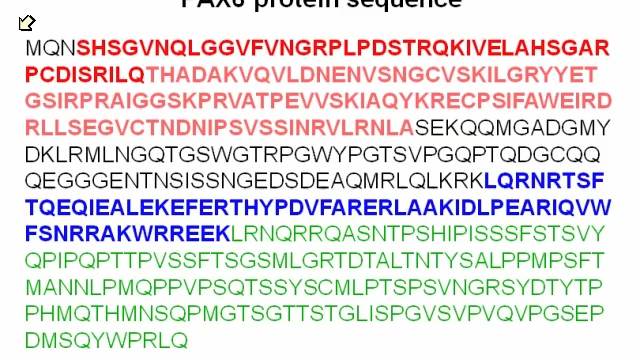 PAX6 protein sequence
MQNSHSGVNQLGGVFVNGRPLPDSTRQKIVELAHSGAR
PCDISRILQTHADAKVQVLDNENVSNGCVSKILGRYYET
GSIRPRAIGGSKPRVATPEVVSKIAQYKRECPSIFAWEIRD
RLLSEGVCTNDNIPSVSSINRVLRNLASEKQQMGADGMY
DKLRMLNGQTGSWGTRPGWYPGTSVPGQPTQDGCQQ
QEGGGENTNSISSNGEDSDEAQMRLQLKRKLQRNRTSF
TQEQIEALEKEFERTHYPDVFARERLAAKIDLPEARIQVW
FSNRRAKWRREEKLRNQRRQASNTPSHIPISSSFSTSVY
QPIPQPTTPVSSFTSGSMLGRTDTALTNTYSALPPMPSFT
MANNLPMQPPVPSQTSSYSCMLPTSPSVNGRSYDTYTP
PHMQTHMNSQPMGTSGTTSTGLISPGVSVPVQVPGSEP
DMSQYWPRLQ